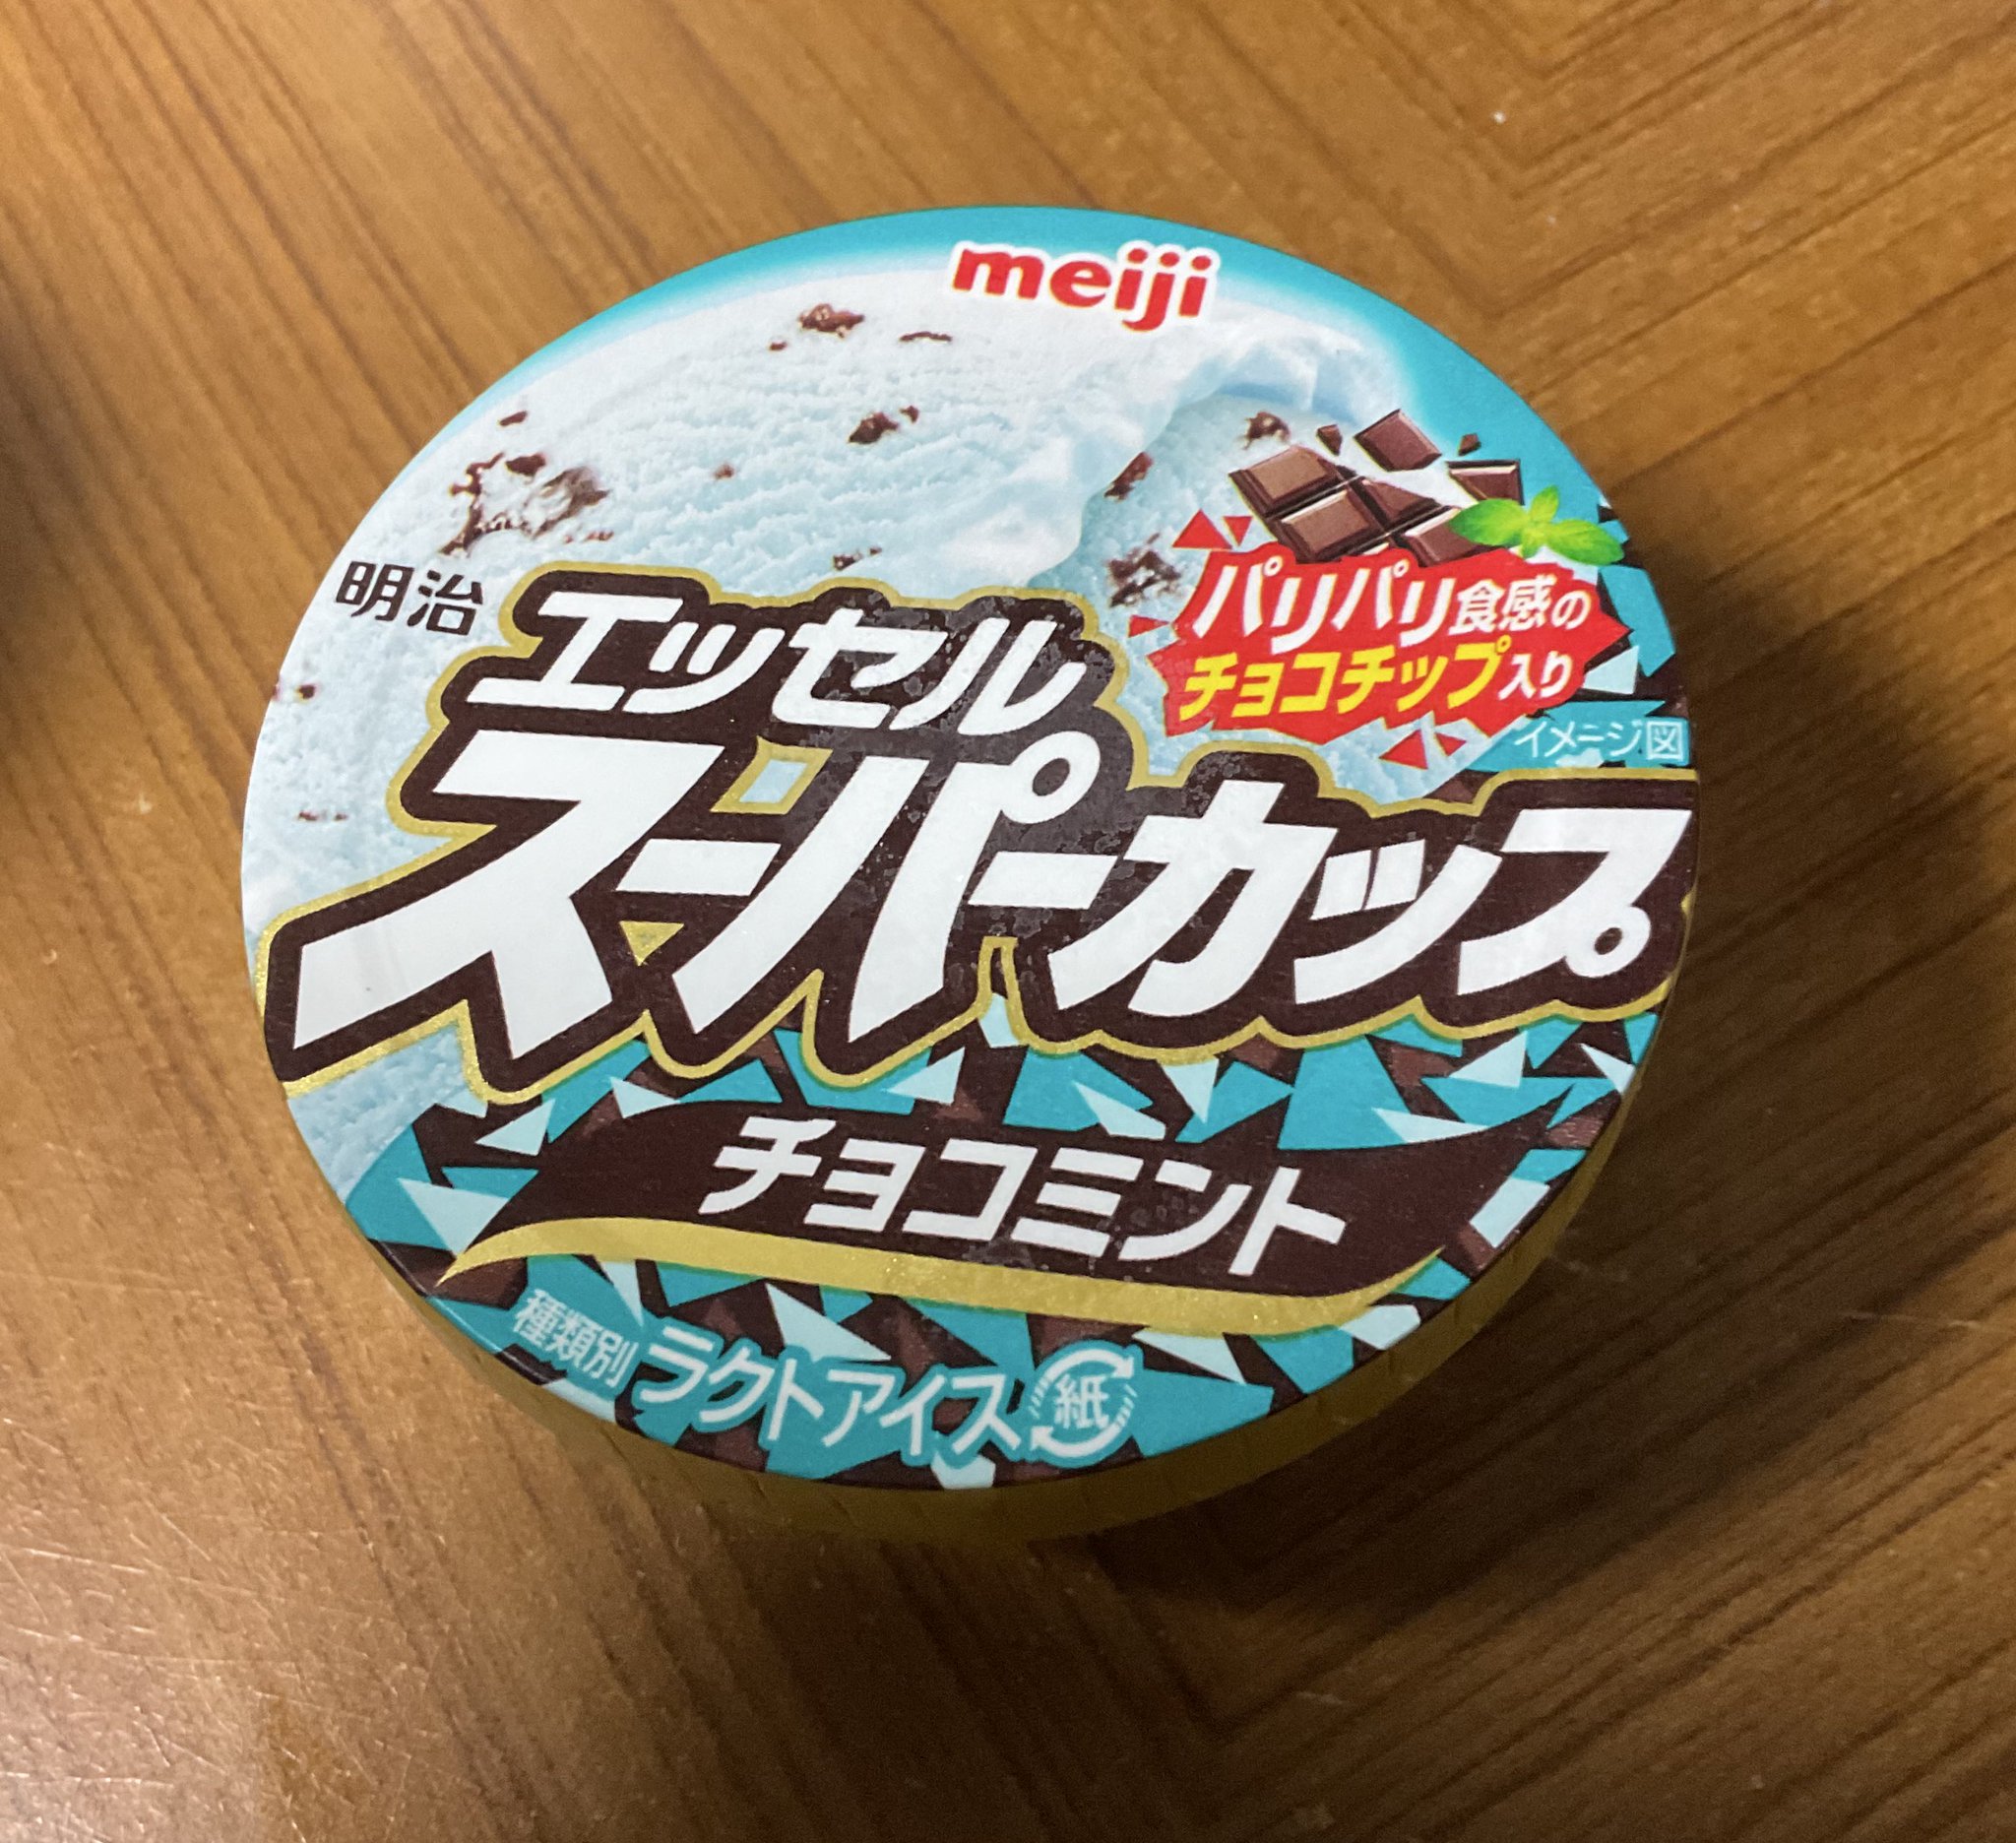 meiji
明治
エッセル
スーパーカップ
パリパリ食感の
チョコチップ入り
イメージ図
チョコミント
種類別 ラクトアイス 紙